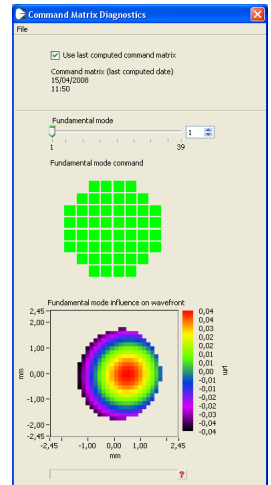 Command Matrix Diagnostics
File
Use last computed command matrix
Command matrix (last computed date)
15/04/2008
11:50
Fundamental mode
1
1 39
Fundamental mode command
Fundamental mode influence on wavefront
2,45
2,00
1,00
0,00
-1,00
-2,00
-2,45
mm
-2,45 -1,00 0,00 1,00 2,45
mm
0,04
0,04
0,03
0,02
0,02
0,01
0,01
0,00
-0,01
-0,01
-0,02
-0,02
-0,03
-0,04
-0,04
µm
?